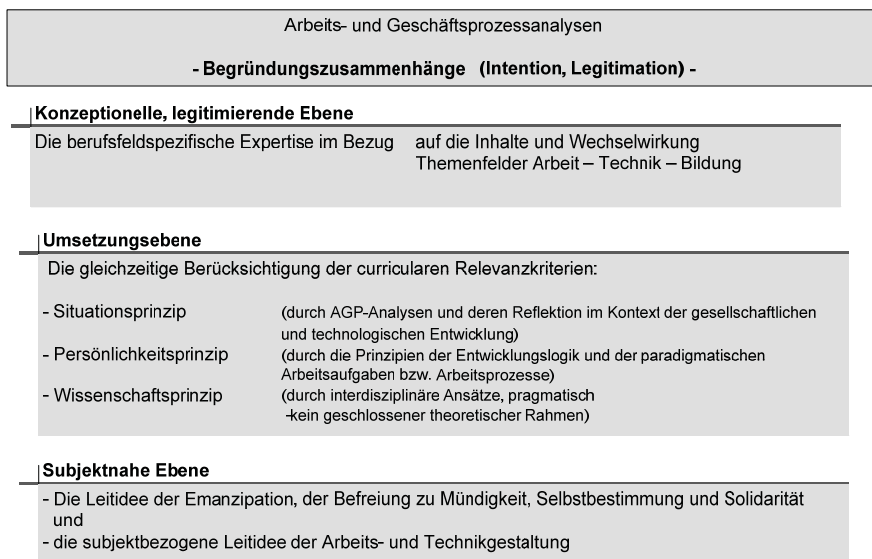 Arbeits- und Geschäftsprozessanalysen
- Begründungszusammenhänge (Intention, Legitimation) -
Konzeptionelle, legitimierende Ebene
Die berufsfeldspezifische Expertise im Bezug auf die Inhalte und Wechselwirkung
Themenfelder Arbeit – Technik – Bildung
Umsetzungsebene
Die gleichzeitige Berücksichtigung der curricularen Relevanzkriterien:
- Situationsprinzip (durch AGP-Analysen und deren Reflektion im Kontext der gesellschaftlichen
und technologischen Entwicklung)
- Persönlichkeitsprinzip (durch die Prinzipien der Entwicklungslogik und der paradigmatischen
Arbeitsaufgaben bzw. Arbeitsprozesse)
- Wissenschaftsprinzip (durch interdisziplinäre Ansätze, pragmatisch
-kein geschlossener theoretischer Rahmen)
Subjektnahe Ebene
- Die Leitidee der Emanzipation, der Befreiung zu Mündigkeit, Selbstbestimmung und Solidarität
und
- die subjektbezogene Leitidee der Arbeits- und Technikgestaltung